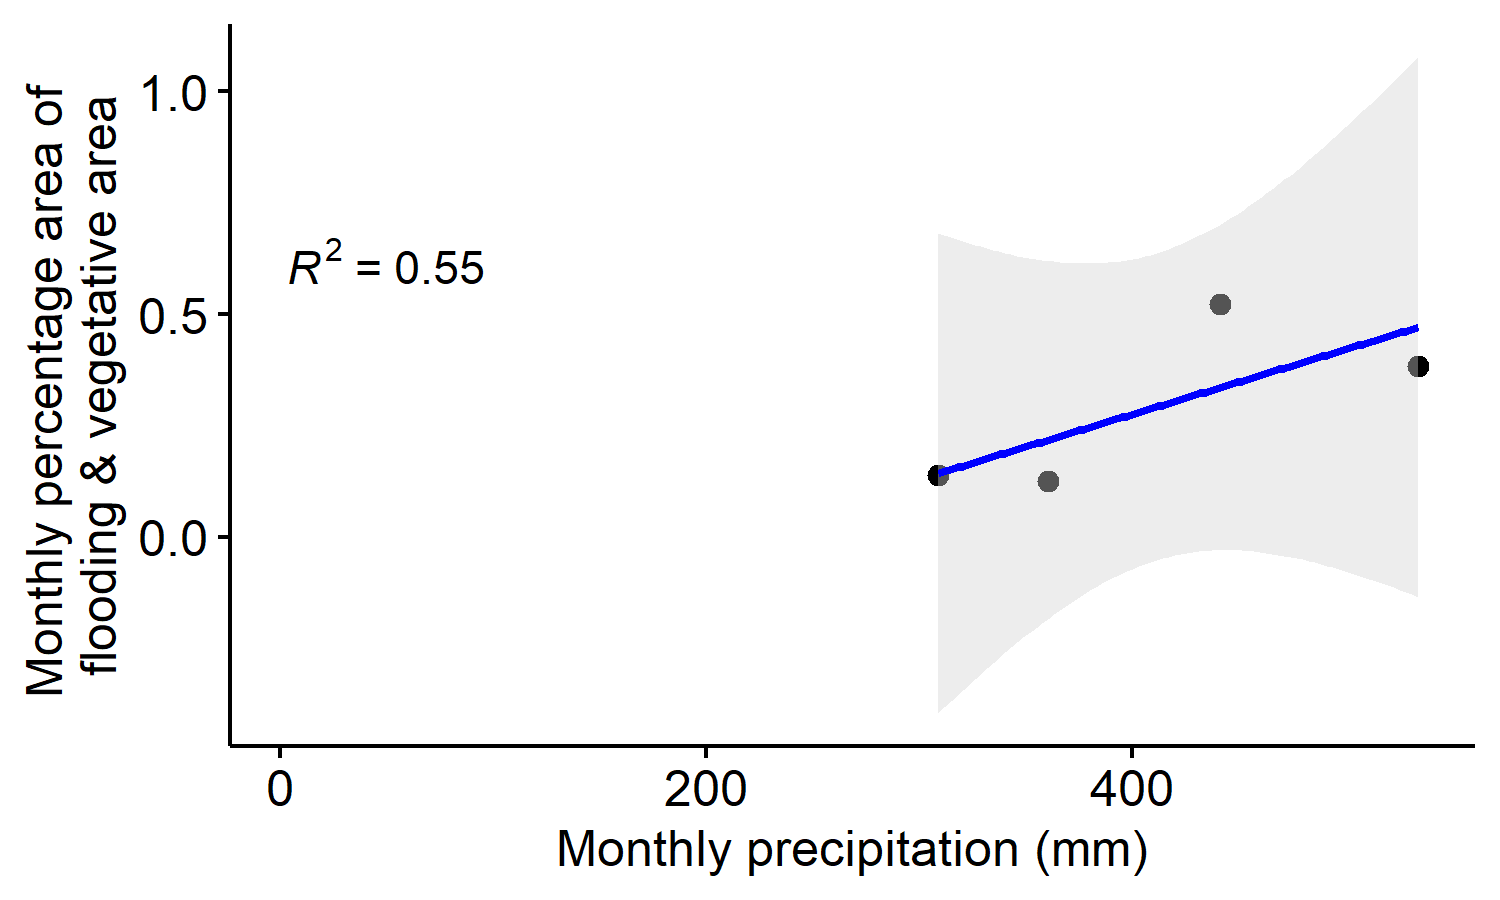 Monthly percentage area of
flooding & vegetative area
1.0
0.5
0.0
R² = 0.55
0 200 400
Monthly precipitation (mm)